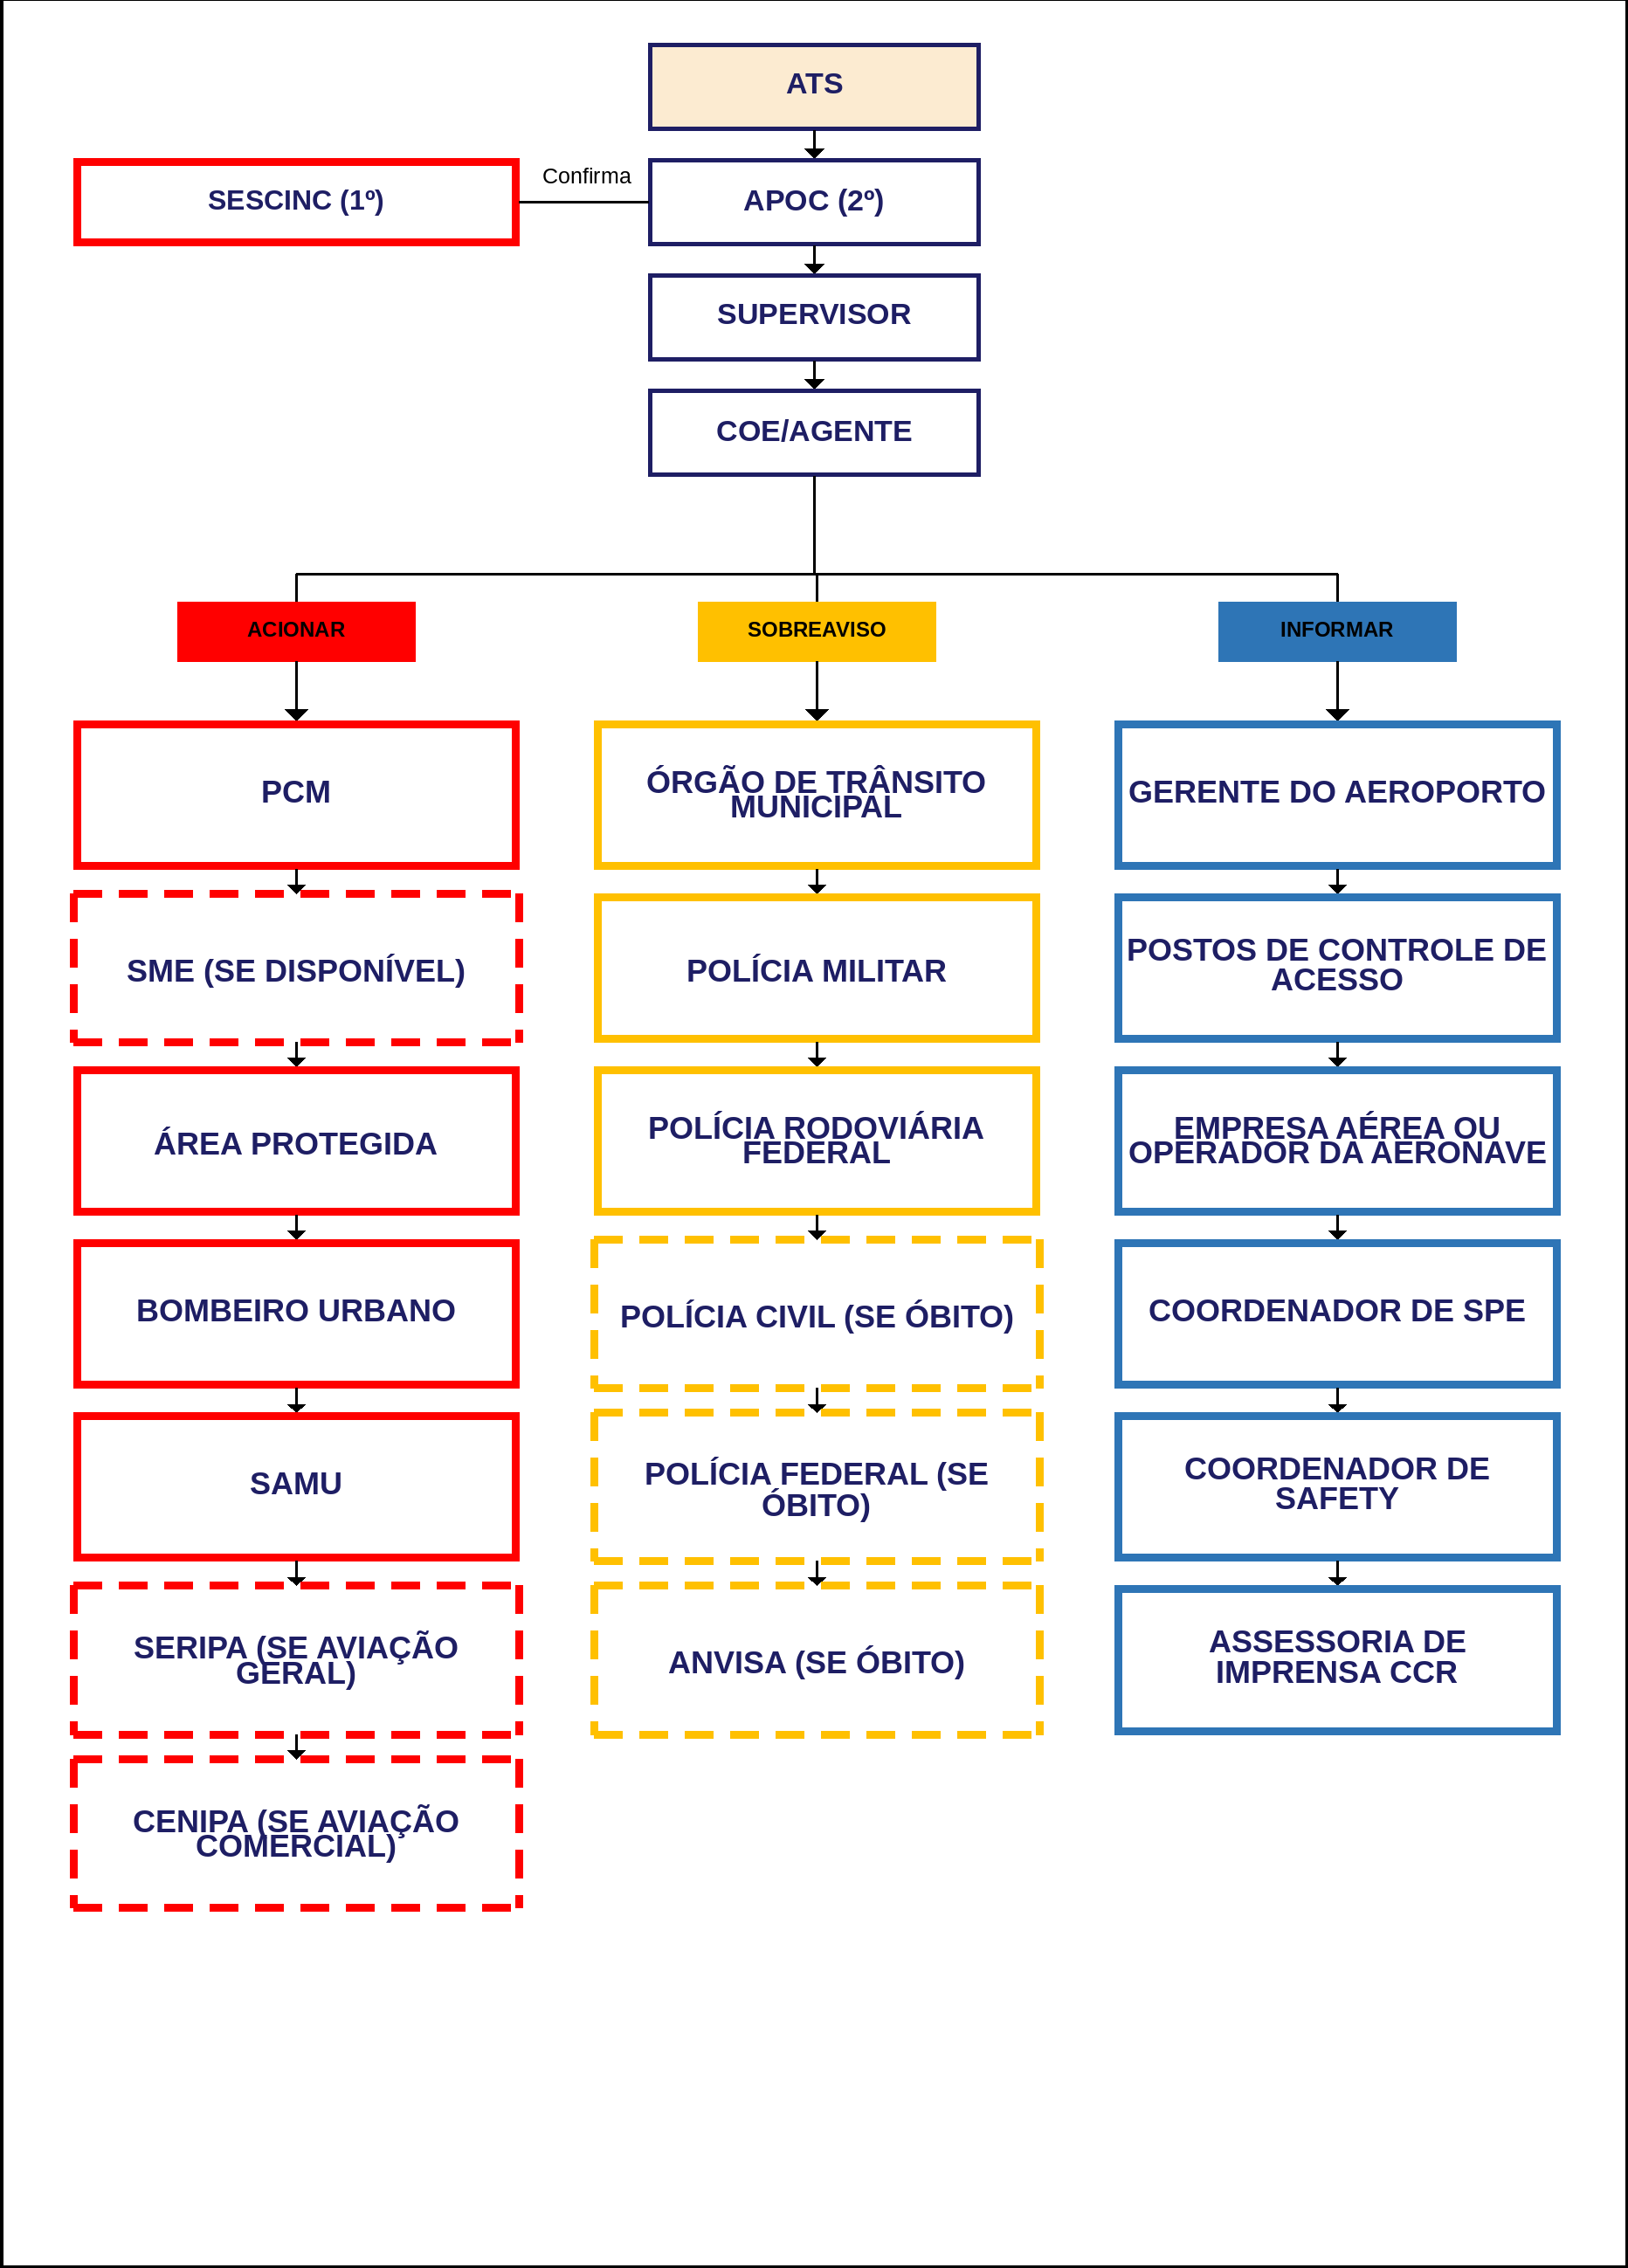 ATS
Confirma
SESCINC (1º)
APOC (2º)
SUPERVISOR
COE/AGENTE
ACIONAR
SOBREAVISO
INFORMAR
PCM
SME (SE DISPONÍVEL)
ÁREA PROTEGIDA
BOMBEIRO URBANO
SAMU
SERIPA (SE AVIAÇÃO
GERAL)
CENIPA (SE AVIAÇÃO
COMERCIAL)
ÓRGÃO DE TRÂNSITO
MUNICIPAL
POLÍCIA MILITAR
POLÍCIA RODOVIÁRIA
FEDERAL
POLÍCIA CIVIL (SE ÓBITO)
POLÍCIA FEDERAL (SE
ÓBITO)
ANVISA (SE ÓBITO)
GERENTE DO AEROPORTO
POSTOS DE CONTROLE DE
ACESSO
EMPRESA AÉREA OU
OPERADOR DA AERONAVE
COORDENADOR DE SPE
COORDENADOR DE
SAFETY
ASSESSORIA DE
IMPRENSA CCR